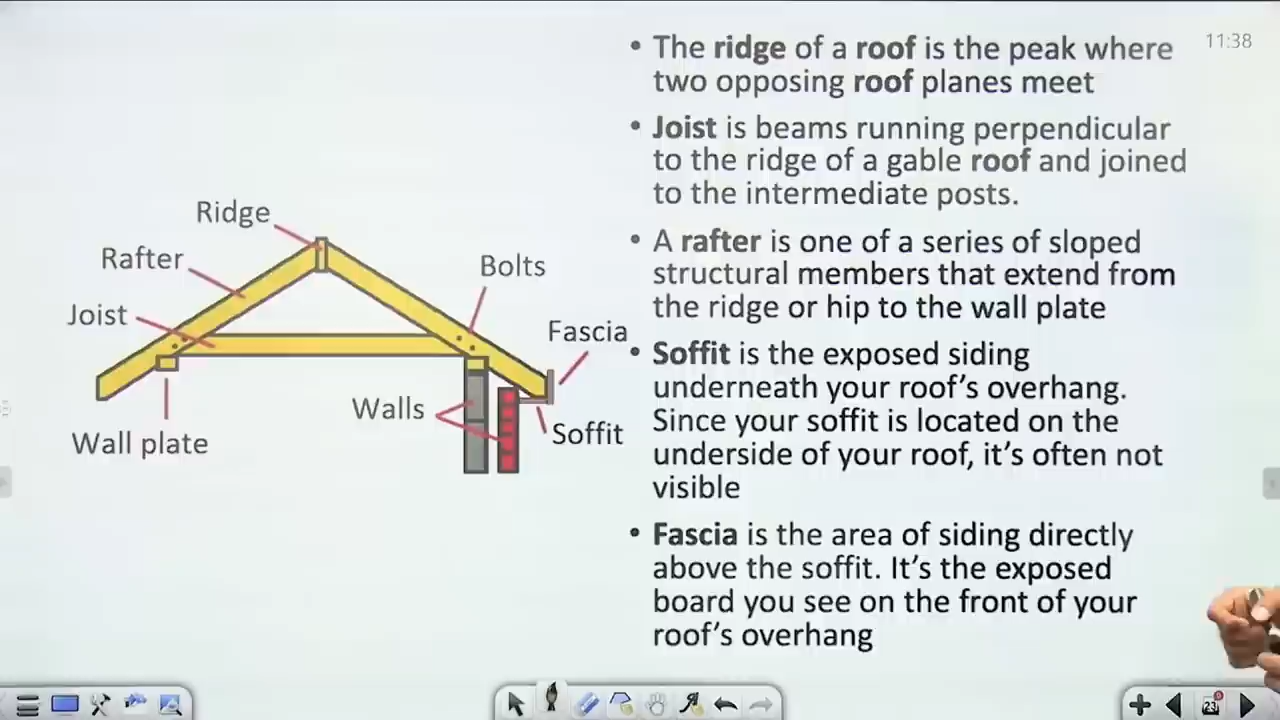 11:38
• The ridge of a roof is the peak where
two opposing roof planes meet
• Joist is beams running perpendicular
to the ridge of a gable roof and joined
to the intermediate posts.
• A rafter is one of a series of sloped
structural members that extend from
the ridge or hip to the wall plate
• Soffit is the exposed siding
underneath your roof's overhang.
Since your soffit is located on the
underside of your roof, it's often not
visible
• Fascia is the area of siding directly
above the soffit. It's the exposed
board you see on the front of your
roof's overhang
Ridge
Rafter
Bolts
Joist
Fascia
Walls
Soffit
Wall plate
23